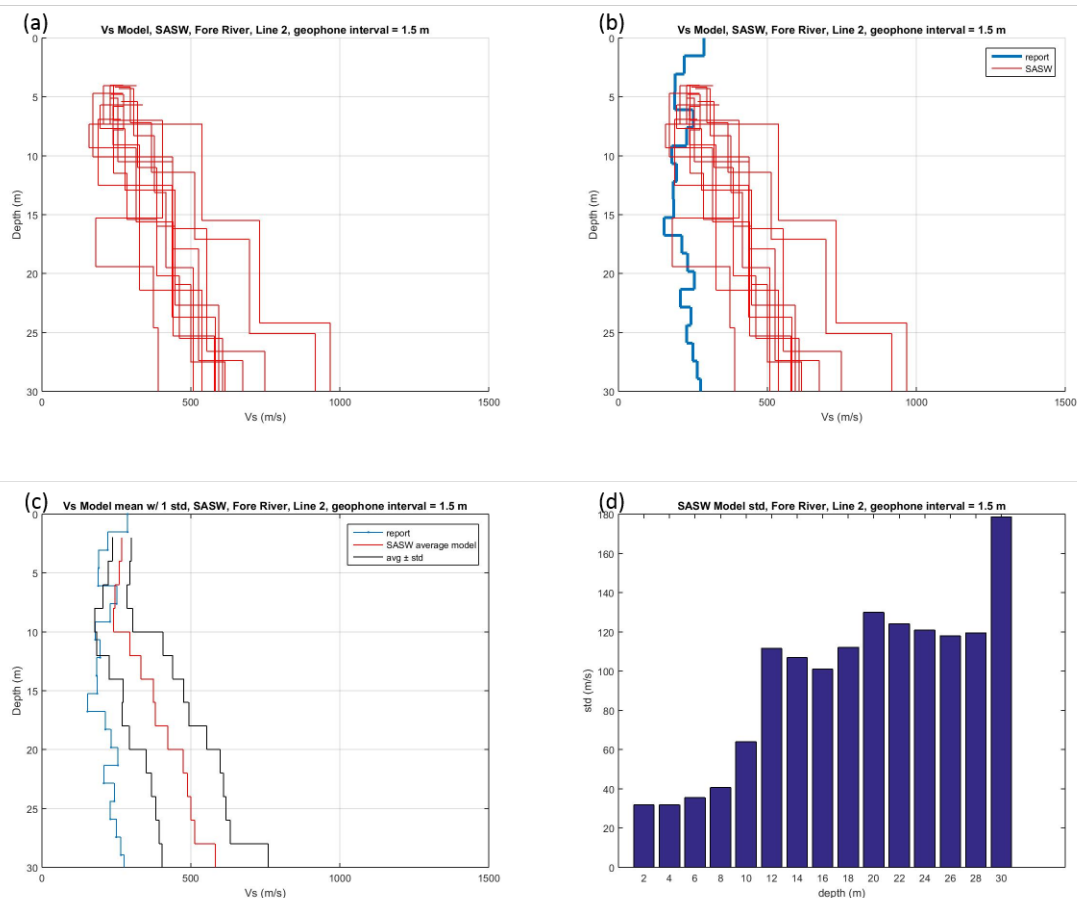 (a)
Vs Model, SASW, Fore River, Line 2, geophone interval = 1.5 m
0
5
10
15
20
25
30
Depth (m)
0 500 1000 1500
Vs (m/s)
(b)
Vs Model, SASW, Fore River, Line 2, geophone interval = 1.5 m
report
SASW
0
5
10
15
20
25
30
Depth (m)
0 500 1000 1500
Vs (m/s)
(c)
Vs Model mean w/ 1 std, SASW, Fore River, Line 2, geophone interval = 1.5 m
report
SASW average model
avg ± std
0
5
10
15
20
25
30
Depth (m)
0 500 1000 1500
Vs (m/s)
(d)
SASW Model std, Fore River, Line 2, geophone interval = 1.5 m
180
160
140
120
100
80
60
40
20
0
std (m/s)
2 4 6 8 10 12 14 16 18 20 22 24 26 28 30
depth (m)